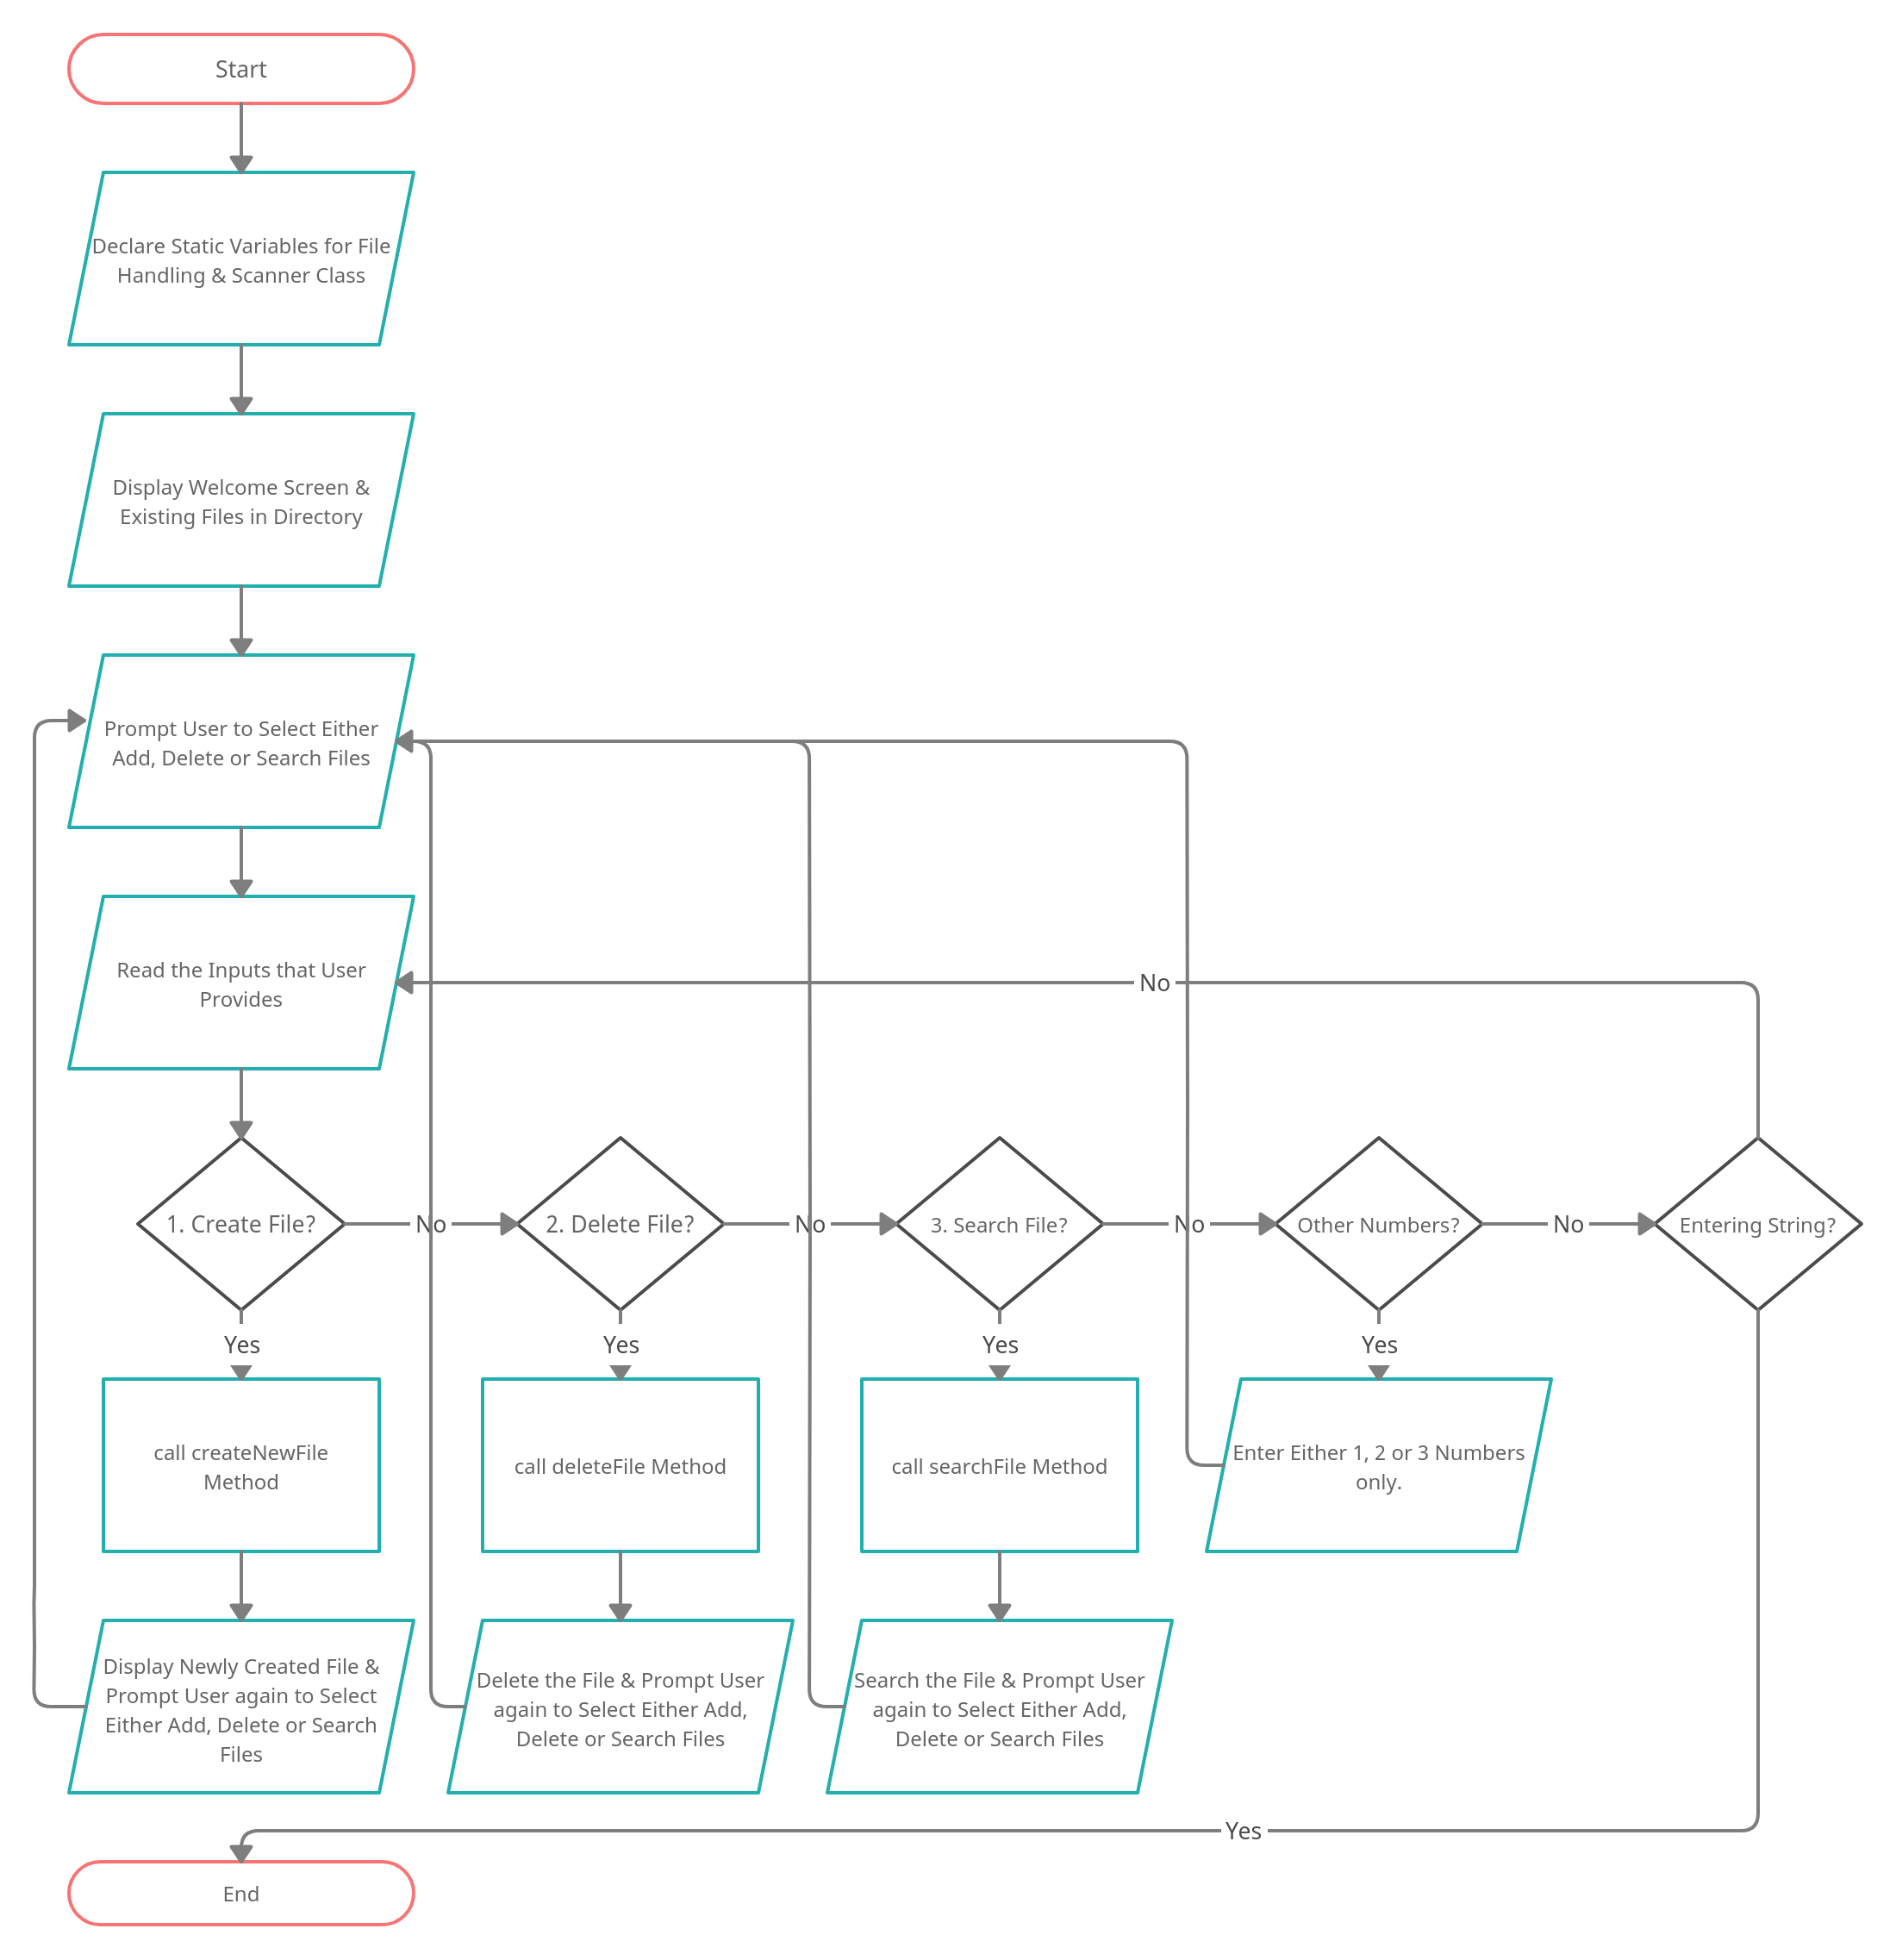 Start
Declare Static Variables for File
Handling & Scanner Class
Display Welcome Screen &
Existing Files in Directory
Prompt User to Select Either
Add, Delete or Search Files
Read the Inputs that User
Provides
No
1. Create File?
No
2. Delete File?
No
3. Search File?
No
Other Numbers?
No
Entering String?
Yes
Yes
Yes
Yes
call createNewFile
Method
call deleteFile Method
call searchFile Method
Enter Either 1, 2 or 3 Numbers
only.
Display Newly Created File &
Prompt User again to Select
Either Add, Delete or Search
Files
Delete the File & Prompt User
again to Select Either Add,
Delete or Search Files
Search the File & Prompt User
again to Select Either Add,
Delete or Search Files
Yes
End